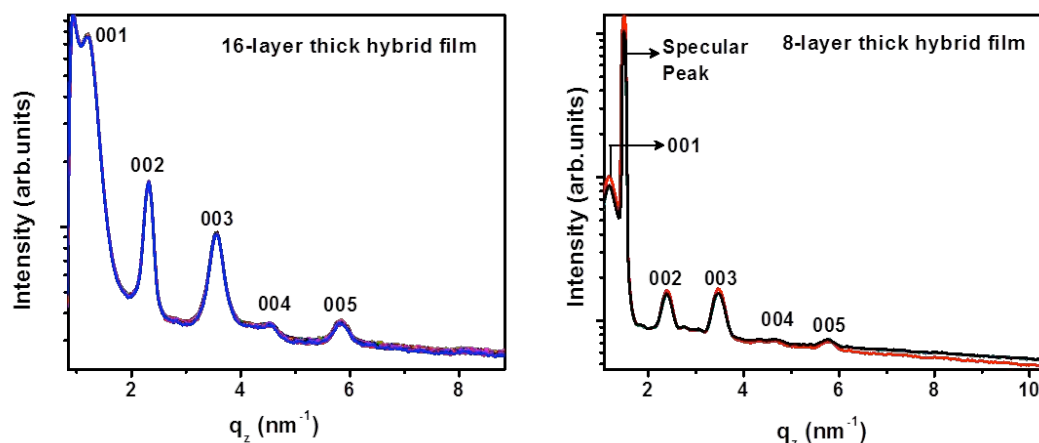 16-layer thick hybrid film
001
002
003
004
005
Intensity (arb.units)
2
4
6
8
q_z (nm⁻¹)
8-layer thick hybrid film
Specular
Peak
001
002
003
004
005
Intensity (arb.units)
2
4
6
8
10
q_z (nm⁻¹)